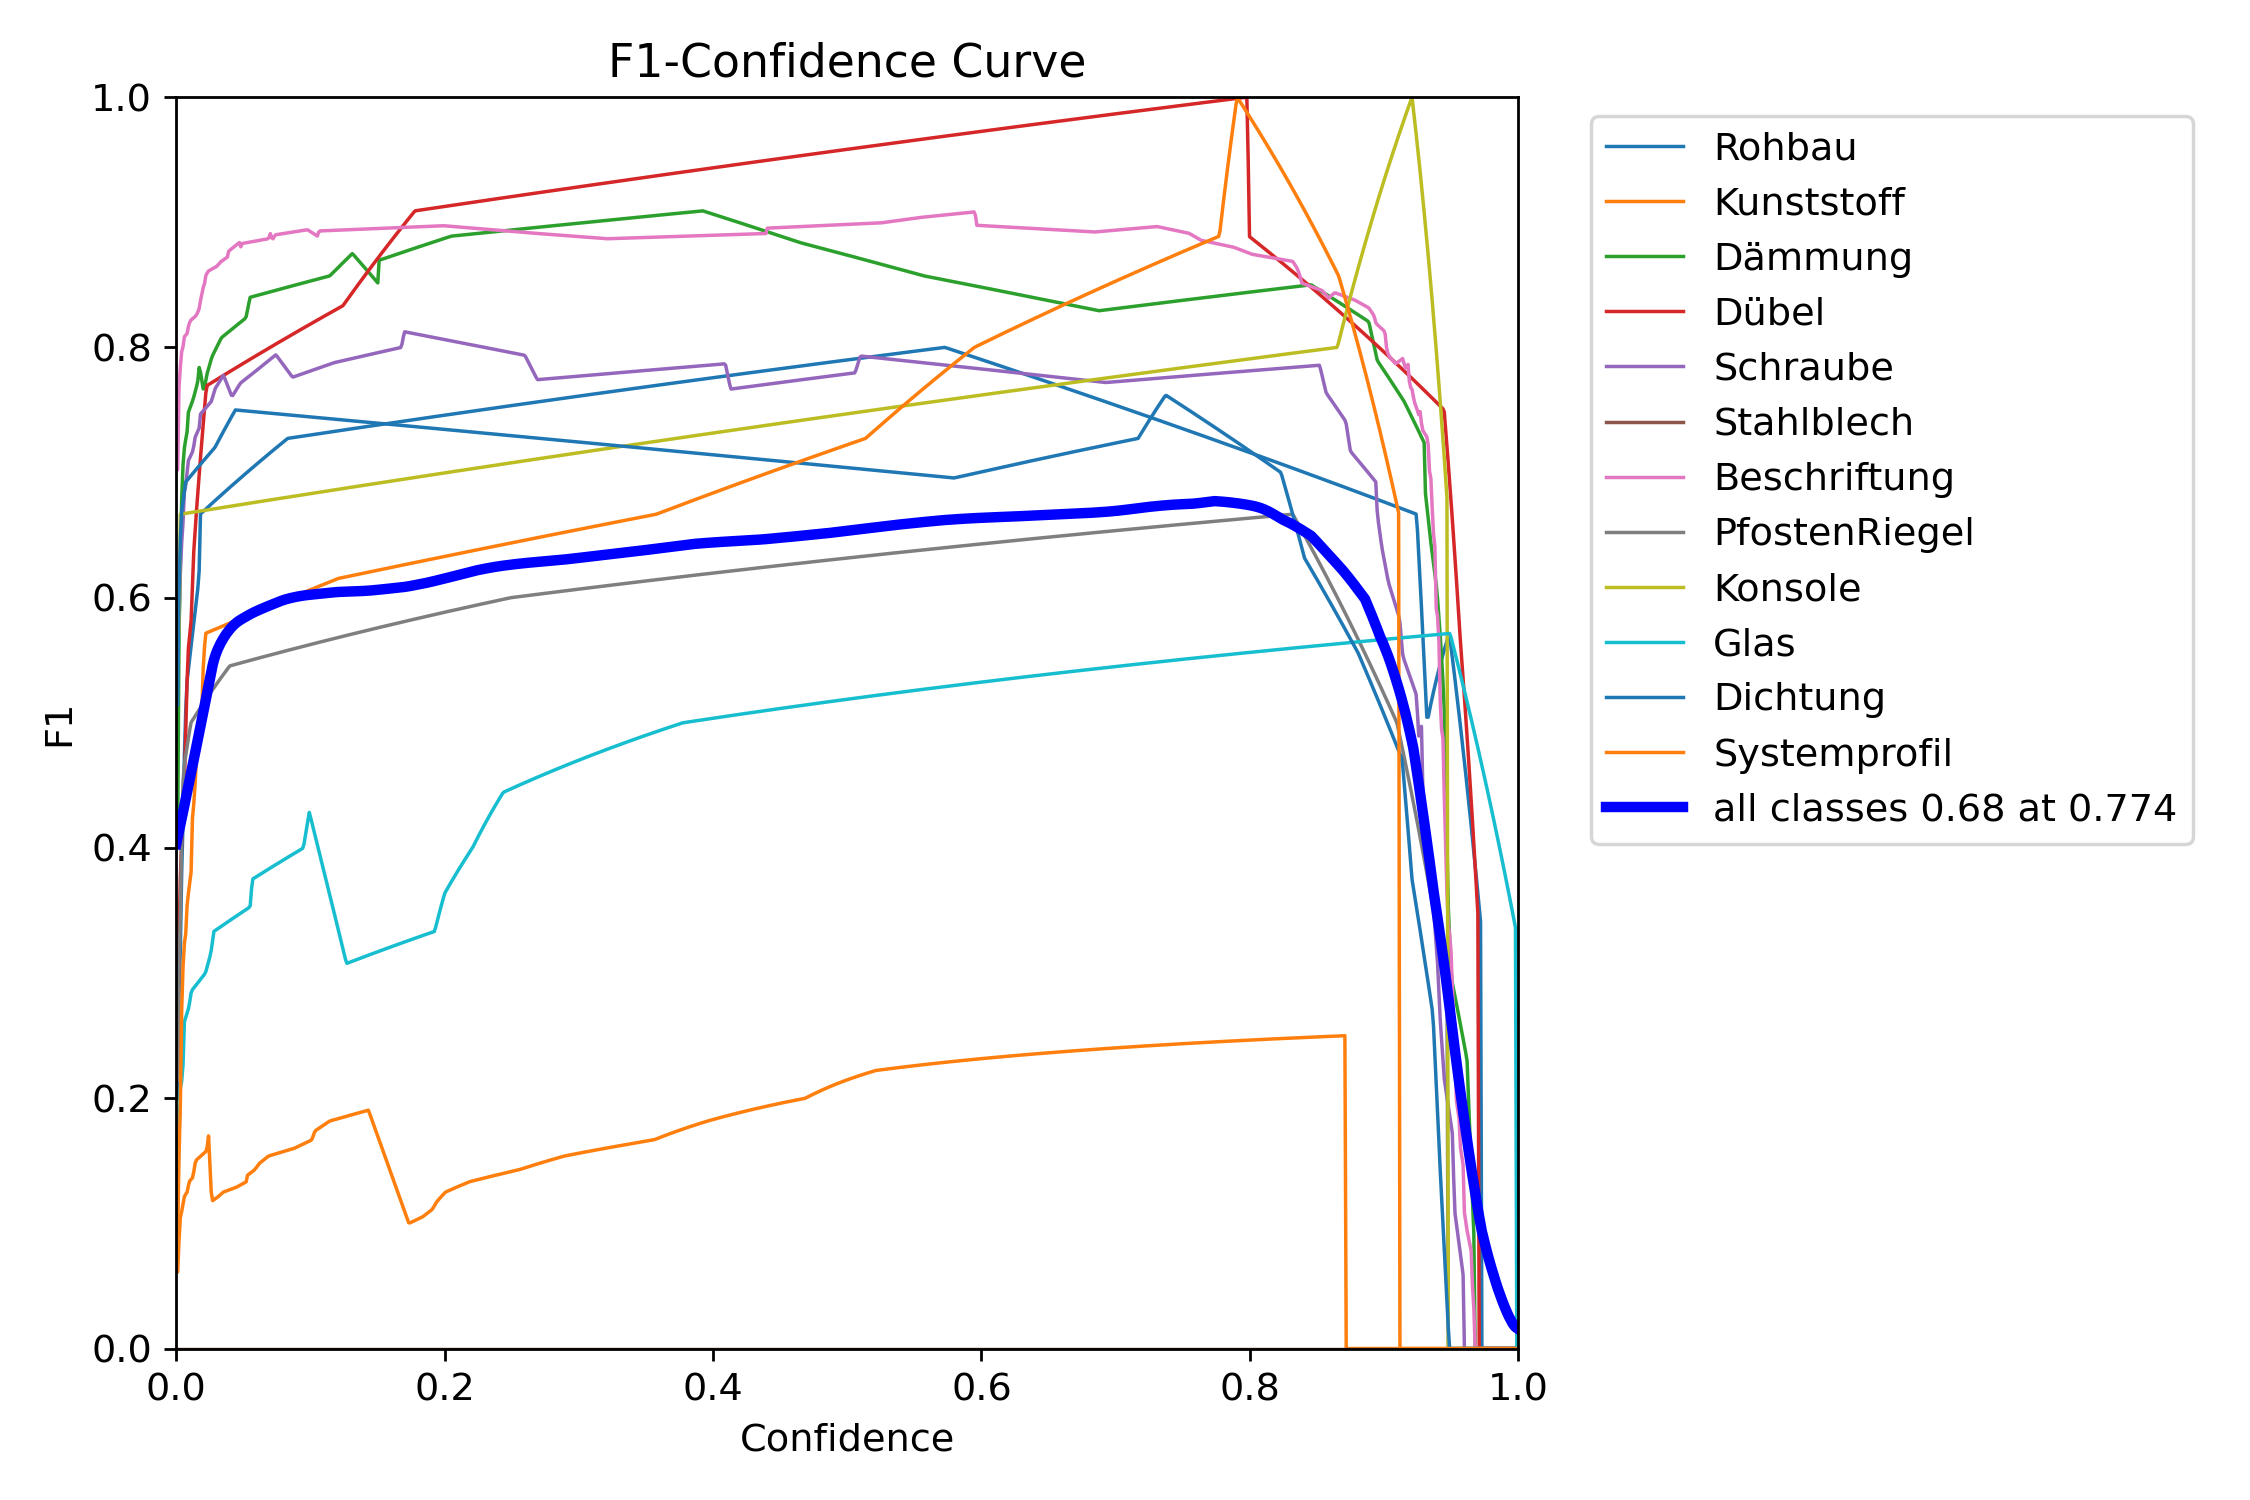 F1-Confidence Curve
1.0
0.8
0.6
0.4
0.2
0.0
F1
0.0 0.2 0.4 0.6 0.8 1.0
Confidence
Rohbau
Kunststoff
Dämmung
Dübel
Schraube
Stahlblech
Beschriftung
PfostenRiegel
Konsole
Glas
Dichtung
Systemprofil
all classes 0.68 at 0.774